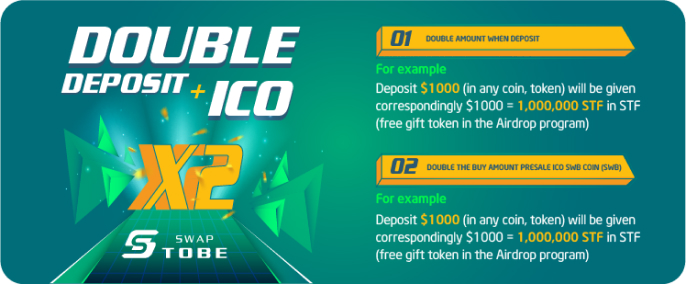 DOUBLE
DEPOSIT + ICO
X2
SWAP
TOBE
01 DOUBLE AMOUNT WHEN DEPOSIT
For example
Deposit $1000 (in any coin, token) will be given
correspondingly $1000 = 1,000,000 STF in STF
(free gift token in the Airdrop program)
02 DOUBLE THE BUY AMOUNT PRESALE ICO SWB COIN (SWB)
For example
Deposit $1000 (in any coin, token) will be given
correspondingly $1000 = 1,000,000 STF in STF
(free gift token in the Airdrop program)